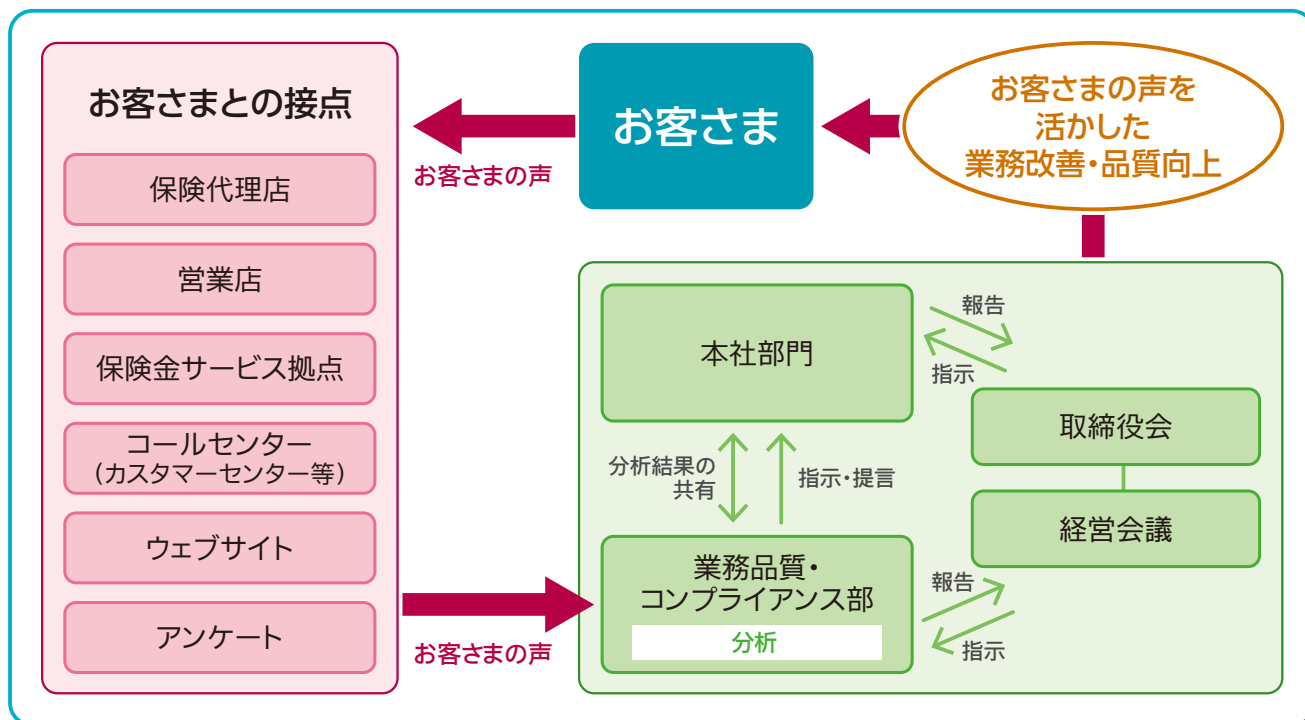 お客さまとの接点
保険代理店
営業店
保険金サービス拠点
コールセンター
（カスタマーセンター等）
ウェブサイト
アンケート
お客さまの声
お客さま
お客さまの声を
活かした
業務改善・品質向上
お客さまの声
本社部門
報告
指示
取締役会
経営会議
分析結果の
共有
指示・提言
業務品質・
コンプライアンス部
分析
報告
指示